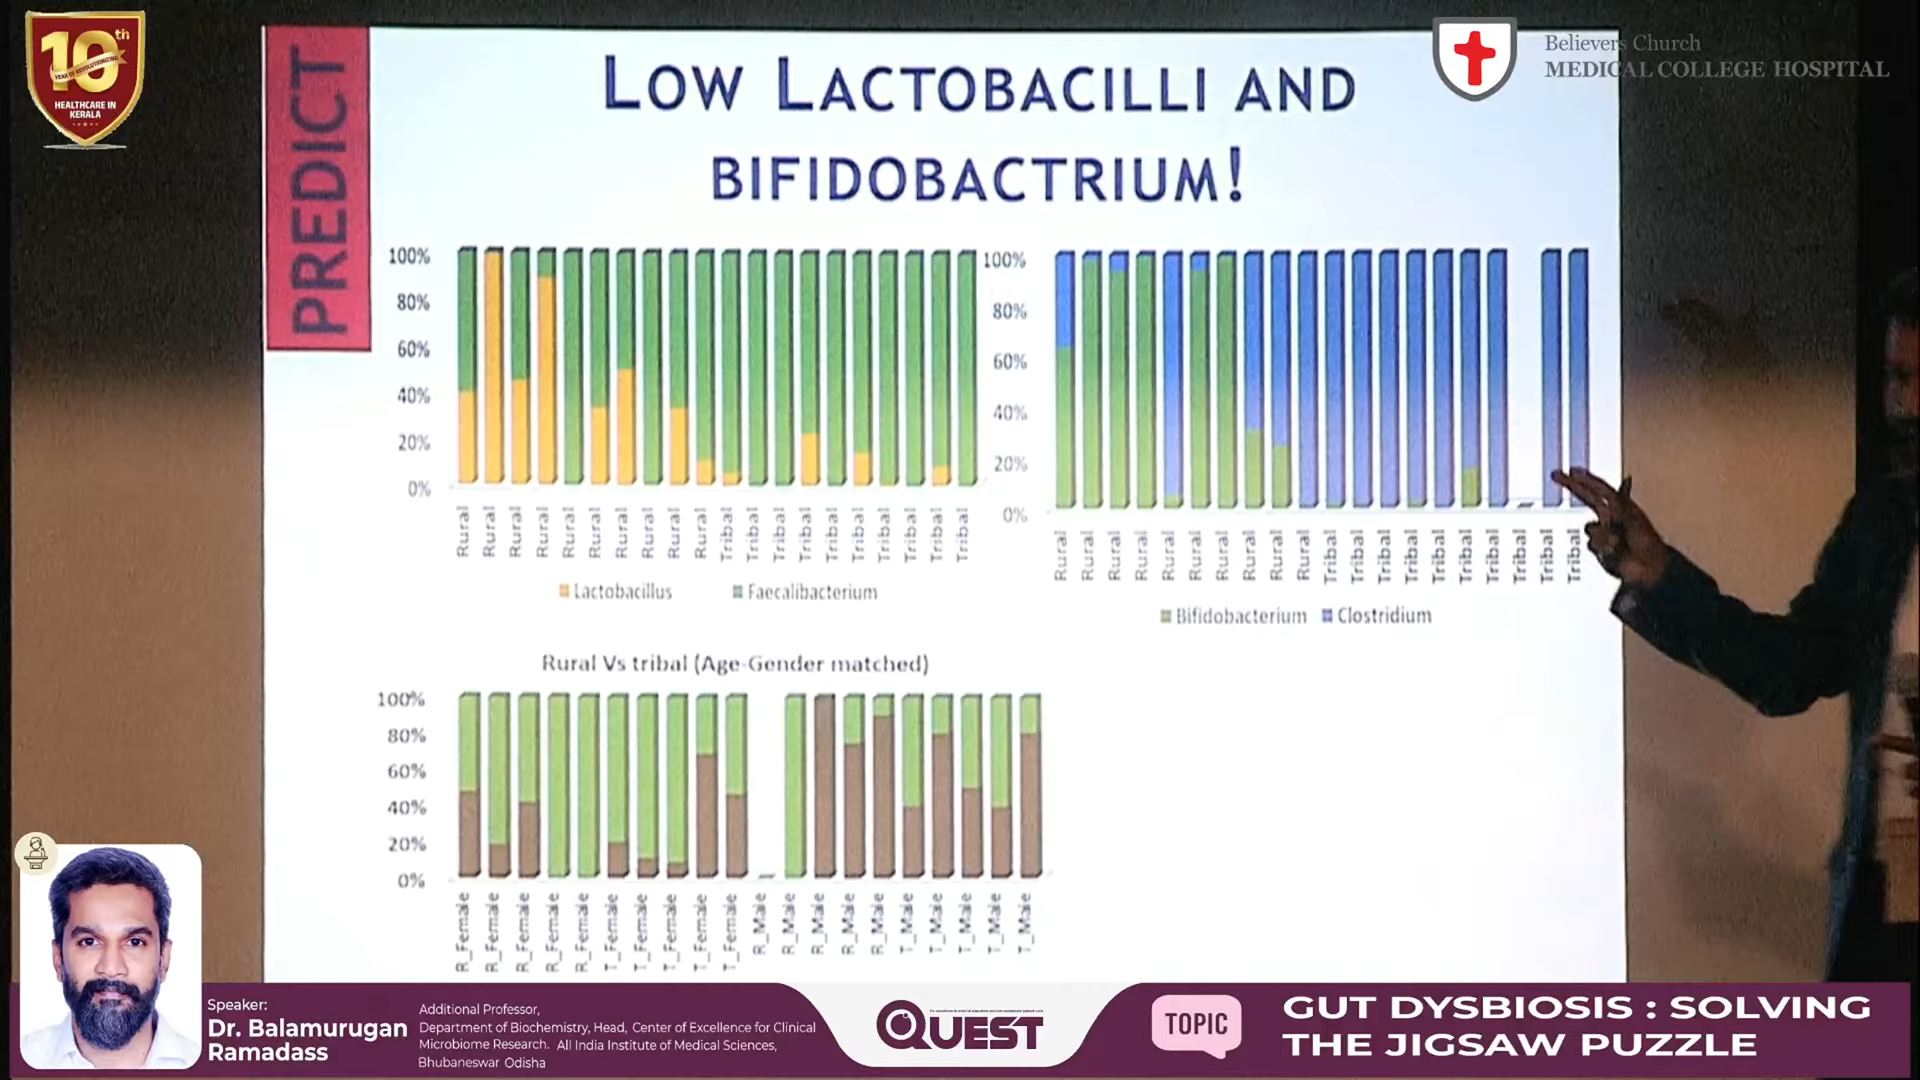 10th
YEAR OF REVOLUTIONIZING
HEALTHCARE IN
KERALA
Believers Church
MEDICAL COLLEGE HOSPITAL
PREDICT
LOW LACTOBACILLI AND
BIFIDOBACTRIUM!
100%
80%
60%
40%
20%
0%
Rural Rural Rural Rural Rural Rural Rural Rural Rural Rural Tribal Tribal Tribal Tribal Tribal Tribal Tribal Tribal Tribal Tribal
Lactobacillus Faecalibacterium
100%
80%
60%
40%
20%
0%
Rural Rural Rural Rural Rural Rural Rural Rural Rural Rural Tribal Tribal Tribal Tribal Tribal Tribal Tribal Tribal Tribal Tribal
Bifidobacterium Clostridium
Rural Vs tribal (Age-Gender matched)
100%
80%
60%
40%
20%
0%
R_Female R_Female R_Female R_Female R_Female T_Female T_Female T_Female T_Female T_Female R_Male R_Male R_Male R_Male R_Male T_Male T_Male T_Male T_Male T_Male
Speaker:
Dr. Balamurugan
Ramadass
Additional Professor,
Department of Biochemistry, Head, Center of Excellence for Clinical
Microbiome Research. All India Institute of Medical Sciences,
Bhubaneswar Odisha
QUEST
TOPIC
GUT DYSBIOSIS : SOLVING
THE JIGSAW PUZZLE